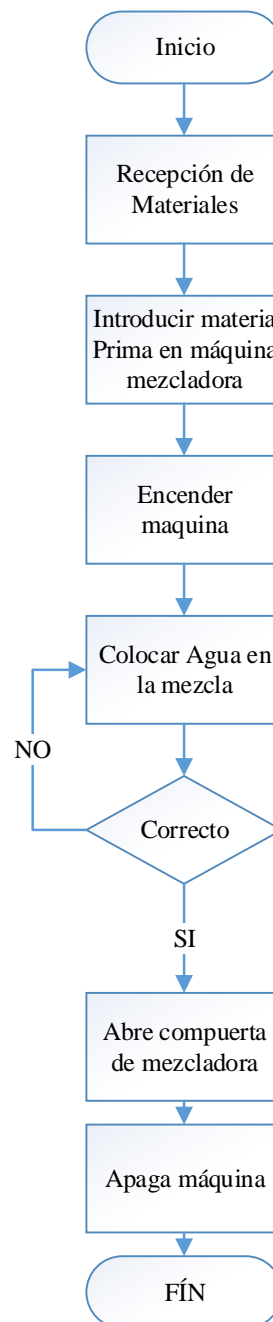 Inicio
Recepción de
Materiales
Introducir materia
Prima en máquina
mezcladora
Encender
maquina
Colocar Agua en
la mezcla
NO
Correcto
SI
Abre compuerta
de mezcladora
Apaga máquina
FÍN